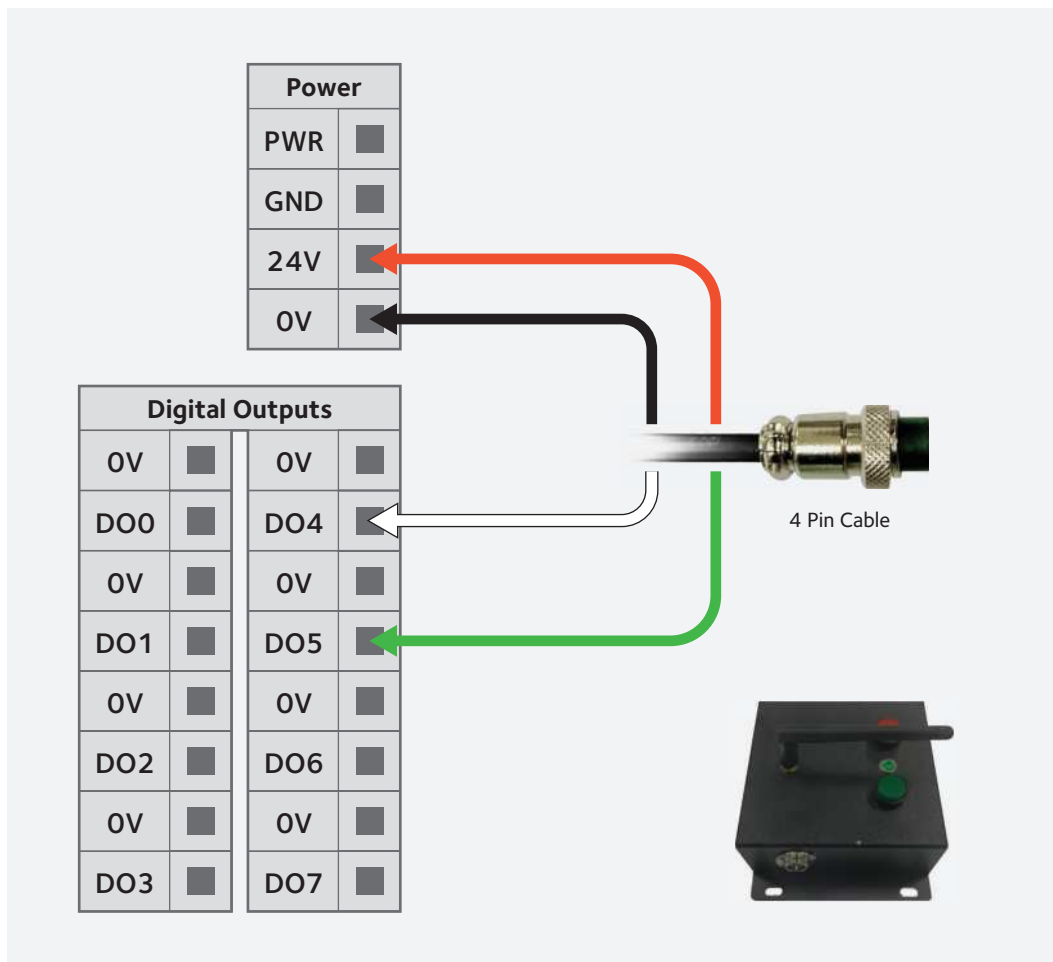 Power
PWR
GND
24V
0V
Digital Outputs
0V 0V
DO0 DO4
0V 0V
DO1 DO5
0V 0V
DO2 DO6
0V 0V
DO3 DO7
4 Pin Cable